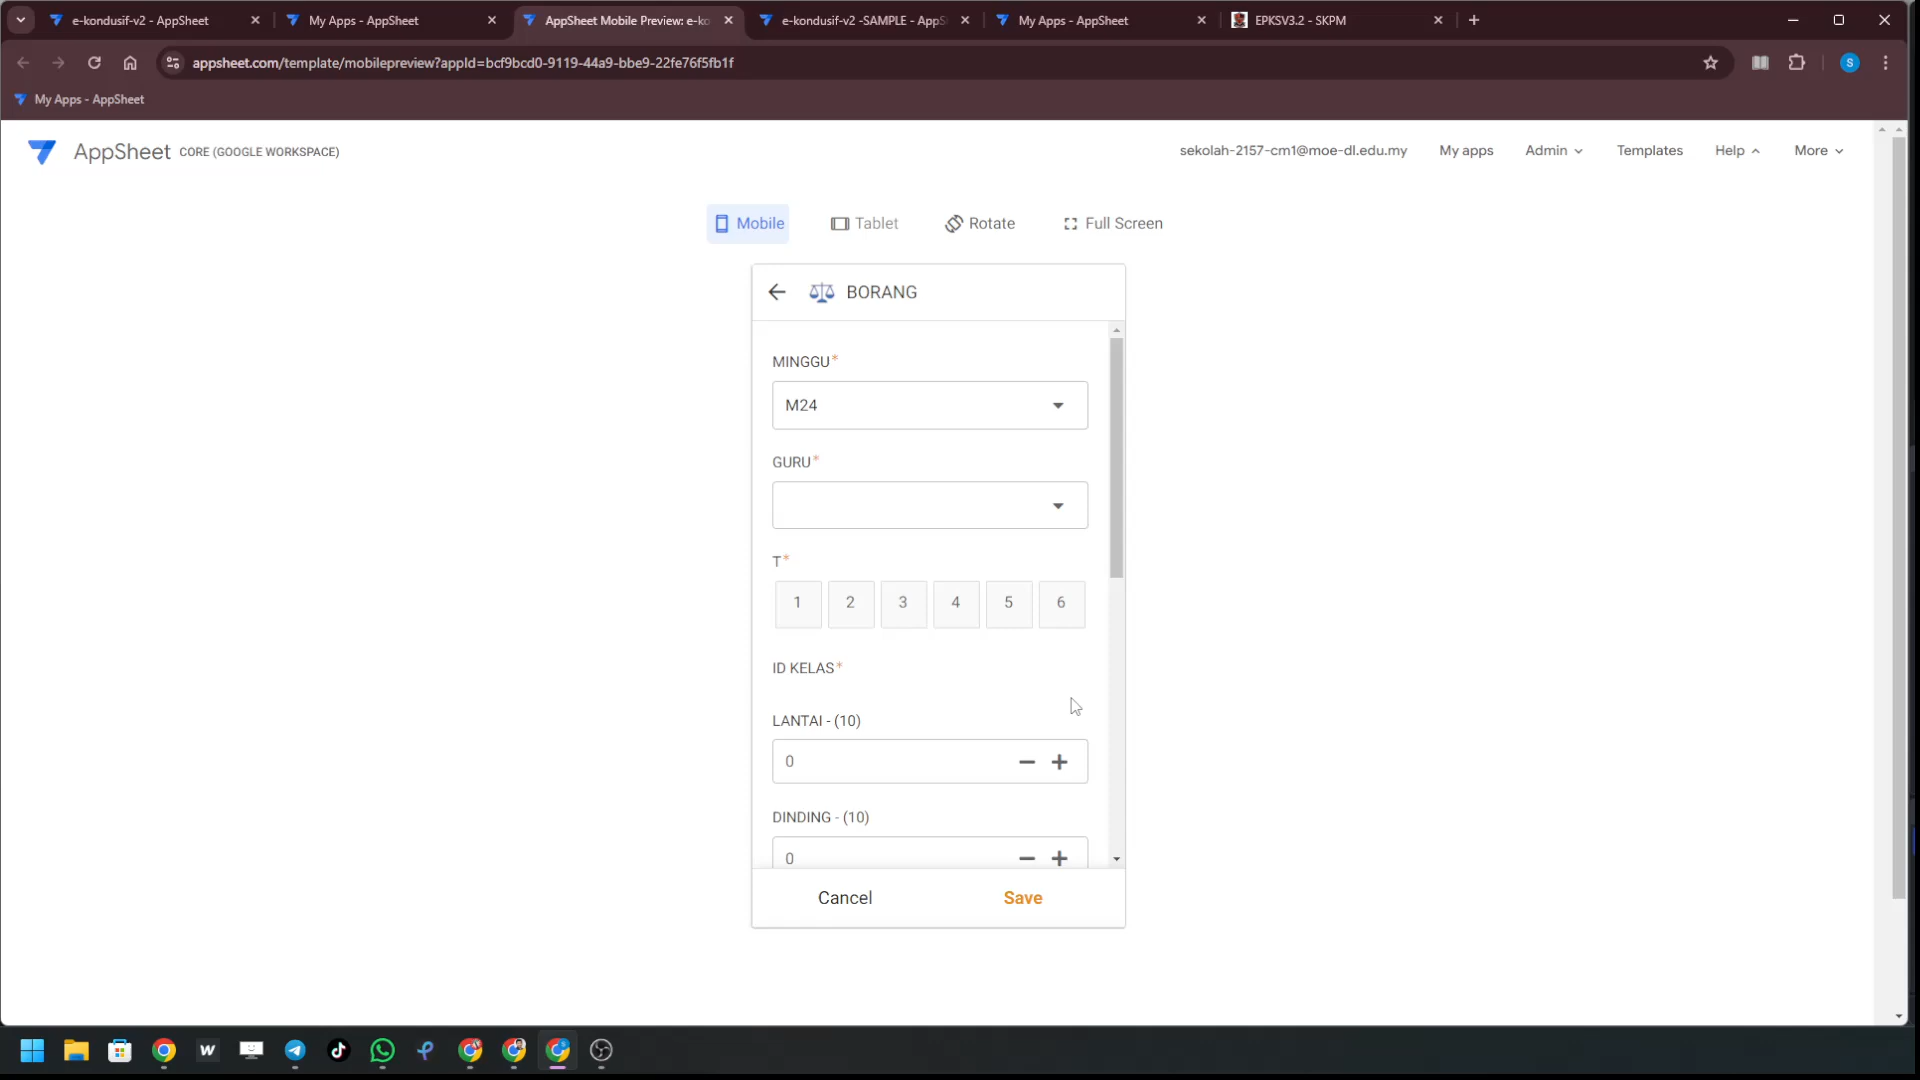 e-kondusif-v2 - AppSheet
My Apps - AppSheet
AppSheet Mobile Preview: e-ko
e-kondusif-v2 -SAMPLE - AppS
My Apps - AppSheet
EPKSV3.2 - SKPM
appsheet.com/template/mobilepreview?appId=bcf9bcd0-9119-44a9-bbe9-22fe76f5fb1f
S
My Apps - AppSheet
AppSheet CORE (GOOGLE WORKSPACE)
sekolah-2157-cm1@moe-dl.edu.my
My apps
Admin
Templates
Help
More
Mobile
Tablet
Rotate
Full Screen
BORANG
MINGGU*
M24
GURU*
T*
1 2 3 4 5 6
ID KELAS*
LANTAI - (10)
0
DINDING - (10)
0
Cancel
Save